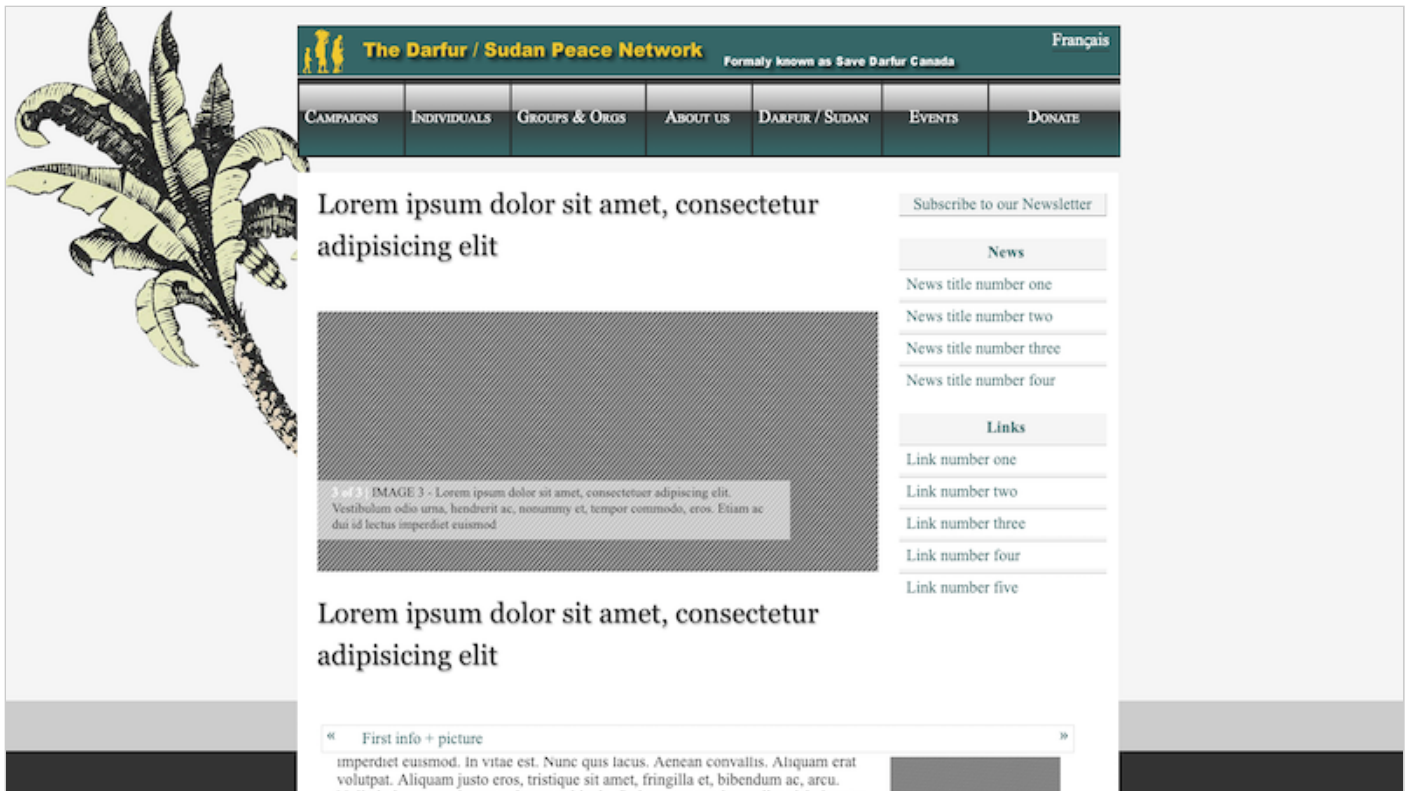 The Darfur / Sudan Peace Network
Formaly known as Save Darfur Canada
Français
Campaigns
Individuals
Groups & Orgs
About us
Darfur / Sudan
Events
Donate
Lorem ipsum dolor sit amet, consectetur
adipisicing elit
3 of 3 | IMAGE 3 - Lorem ipsum dolor sit amet, consectetuer adipiscing elit.
Vestibulum odio urna, hendrerit ac, nonummy et, tempor commodo, eros. Etiam ac
dui id lectus imperdiet euismod
Lorem ipsum dolor sit amet, consectetur
adipisicing elit
« First info + picture »
imperdiet euismod. In vitae est. Nunc quis lacus. Aenean convallis. Aliquam erat
volutpat. Aliquam justo eros, tristique sit amet, fringilla et, bibendum ac, arcu.
Subscribe to our Newsletter
News
News title number one
News title number two
News title number three
News title number four
Links
Link number one
Link number two
Link number three
Link number four
Link number five